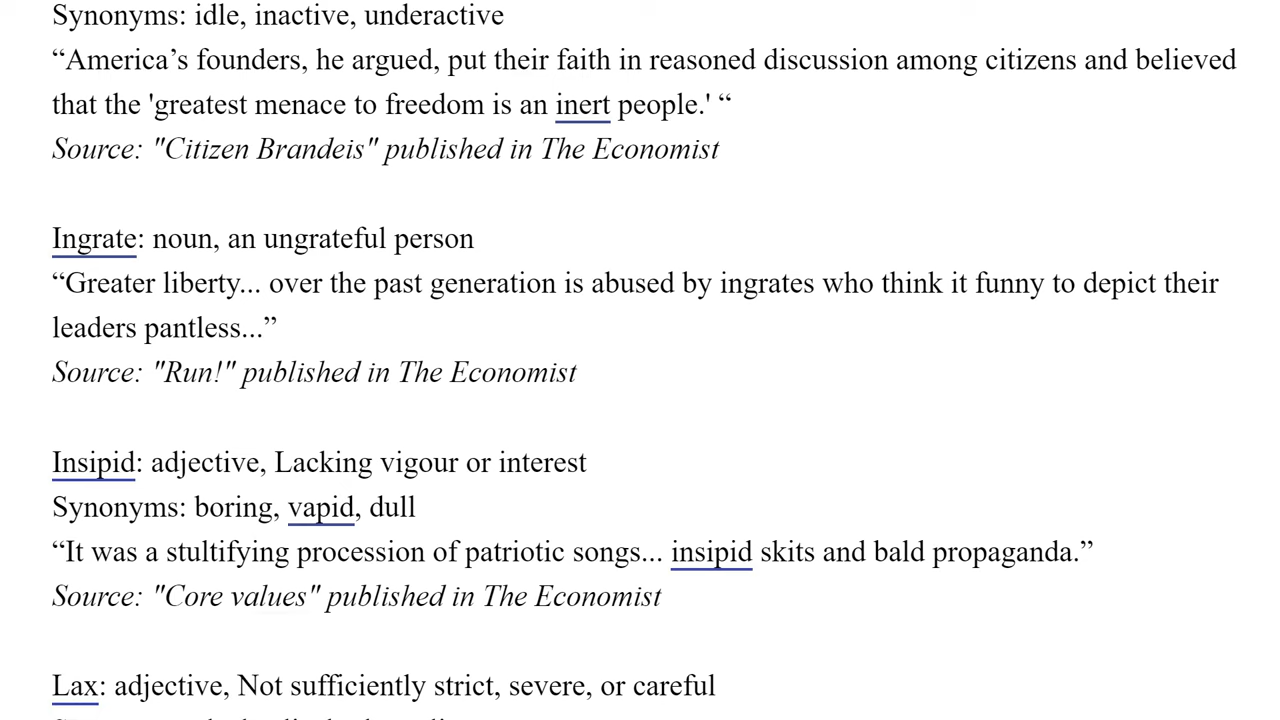 Synonyms: idle, inactive, underactive
“America’s founders, he argued, put their faith in reasoned discussion among citizens and believed
that the 'greatest menace to freedom is an inert people.' “
Source: "Citizen Brandeis" published in The Economist
Ingrate: noun, an ungrateful person
“Greater liberty... over the past generation is abused by ingrates who think it funny to depict their
leaders pantless...”
Source: "Run!" published in The Economist
Insipid: adjective, Lacking vigour or interest
Synonyms: boring, vapid, dull
“It was a stultifying procession of patriotic songs... insipid skits and bald propaganda.”
Source: "Core values" published in The Economist
Lax: adjective, Not sufficiently strict, severe, or careful